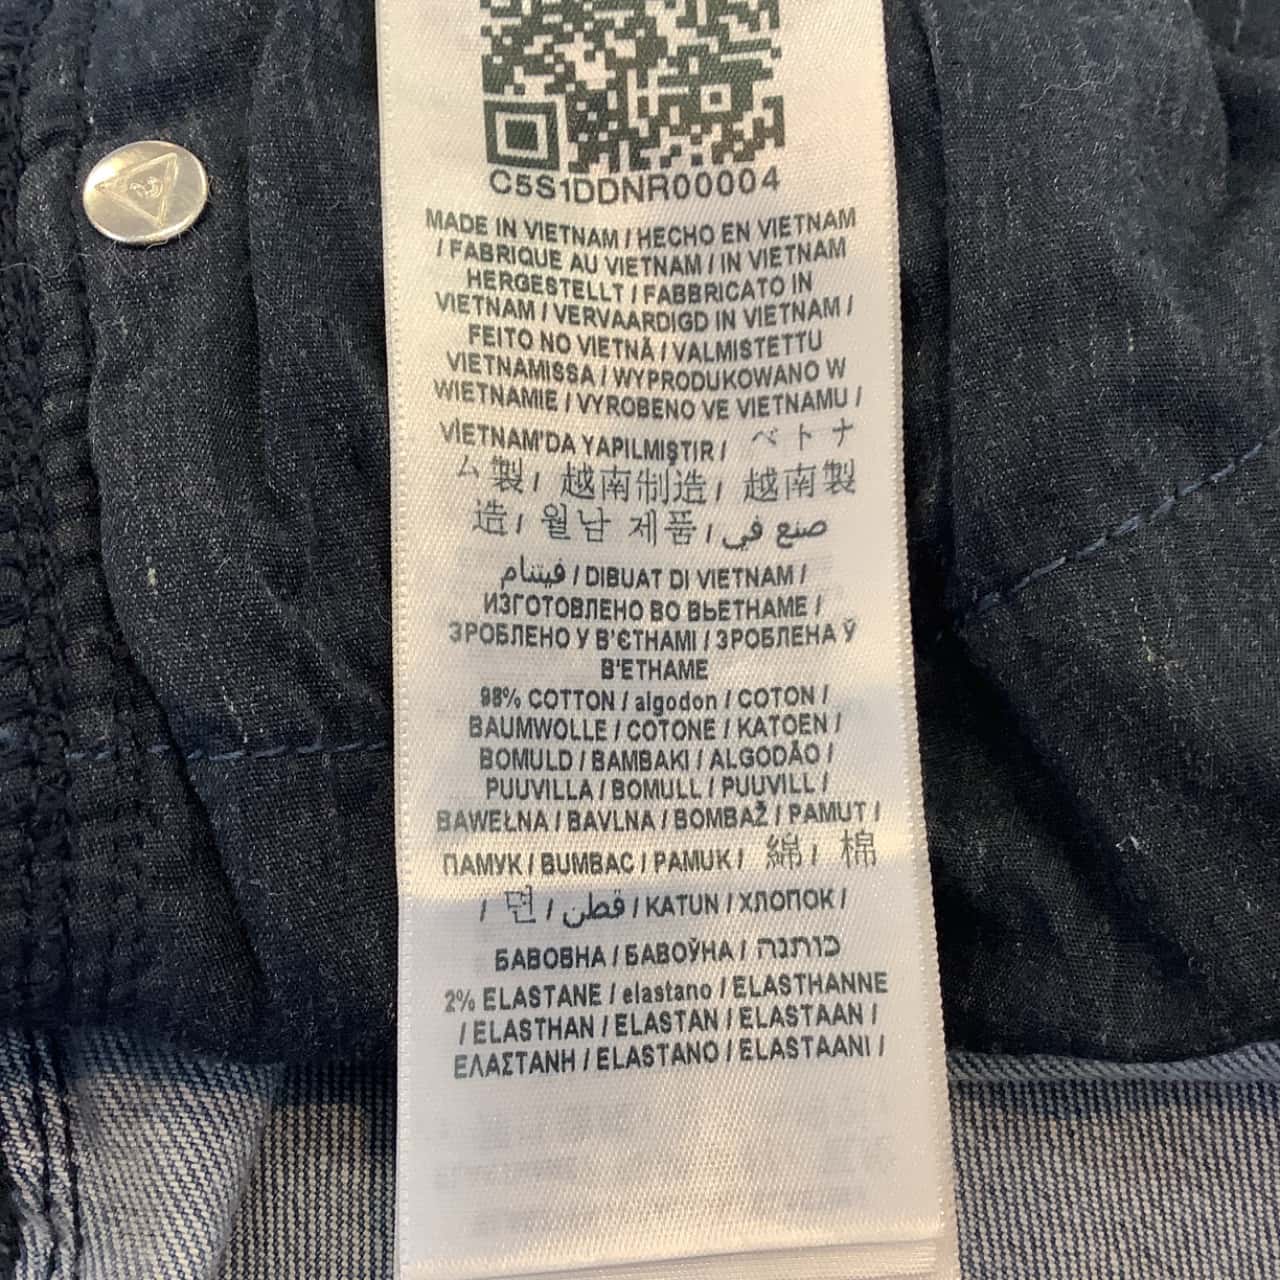 C5S1DDNR00004
MADE IN VIETNAM / HECHO EN VIETNAM
/ FABRIQUE AU VIETNAM / IN VIETNAM
HERGESTELLT / FABBRICATO IN
VIETNAM / VERVAARDIGD IN VIETNAM /
FEITO NO VIETNÃ / VALMISTETTU
VIETNAMISSA / WYPRODUKOWANO W
WIETNAMIE / VYROBENO VE VIETNAMU /
VİETNAM'DA YAPILMIŞTIR / ベトナ
ム製 / 越南制造 / 越南製
造 / 월남 제품 / صنع في
فيتنام / DIBUAT DI VIETNAM /
ИЗГОТОВЛЕНО ВО ВЬЕТНАМЕ /
ЗРОБЛЕНО У В'ЄТНАМІ / ЗРОБЛЕНА Ў
В'ЕТНАМЕ
98% COTTON / algodon / COTON /
BAUMWOLLE / COTONE / KATOEN /
BOMULD / BAMBAKI / ALGODÃO /
PUUVILLA / BOMULL / PUUVILL /
BAWEŁNA / BAVLNA / BOMBAŽ / PAMUT /
ПАМУК / BUMBAC / PAMUK / 綿 / 棉
/ 면 / قطن / KATUN / ХЛОПОК /
БАВОВНА / БАВОЎНА / כותנה
2% ELASTANE / elastano / ELASTHANNE
/ ELASTHAN / ELASTAN / ELASTAAN /
ΕΛΑΣΤΑΝΗ / ELASTANO / ELASTAANI /